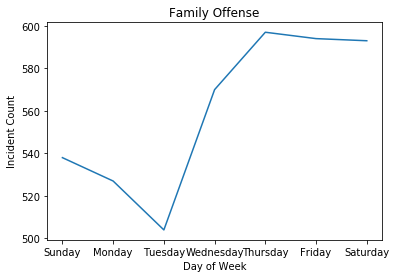 Family Offense
Incident Count
600
580
560
540
520
500
Sunday Monday Tuesday Wednesday Thursday Friday Saturday
Day of Week